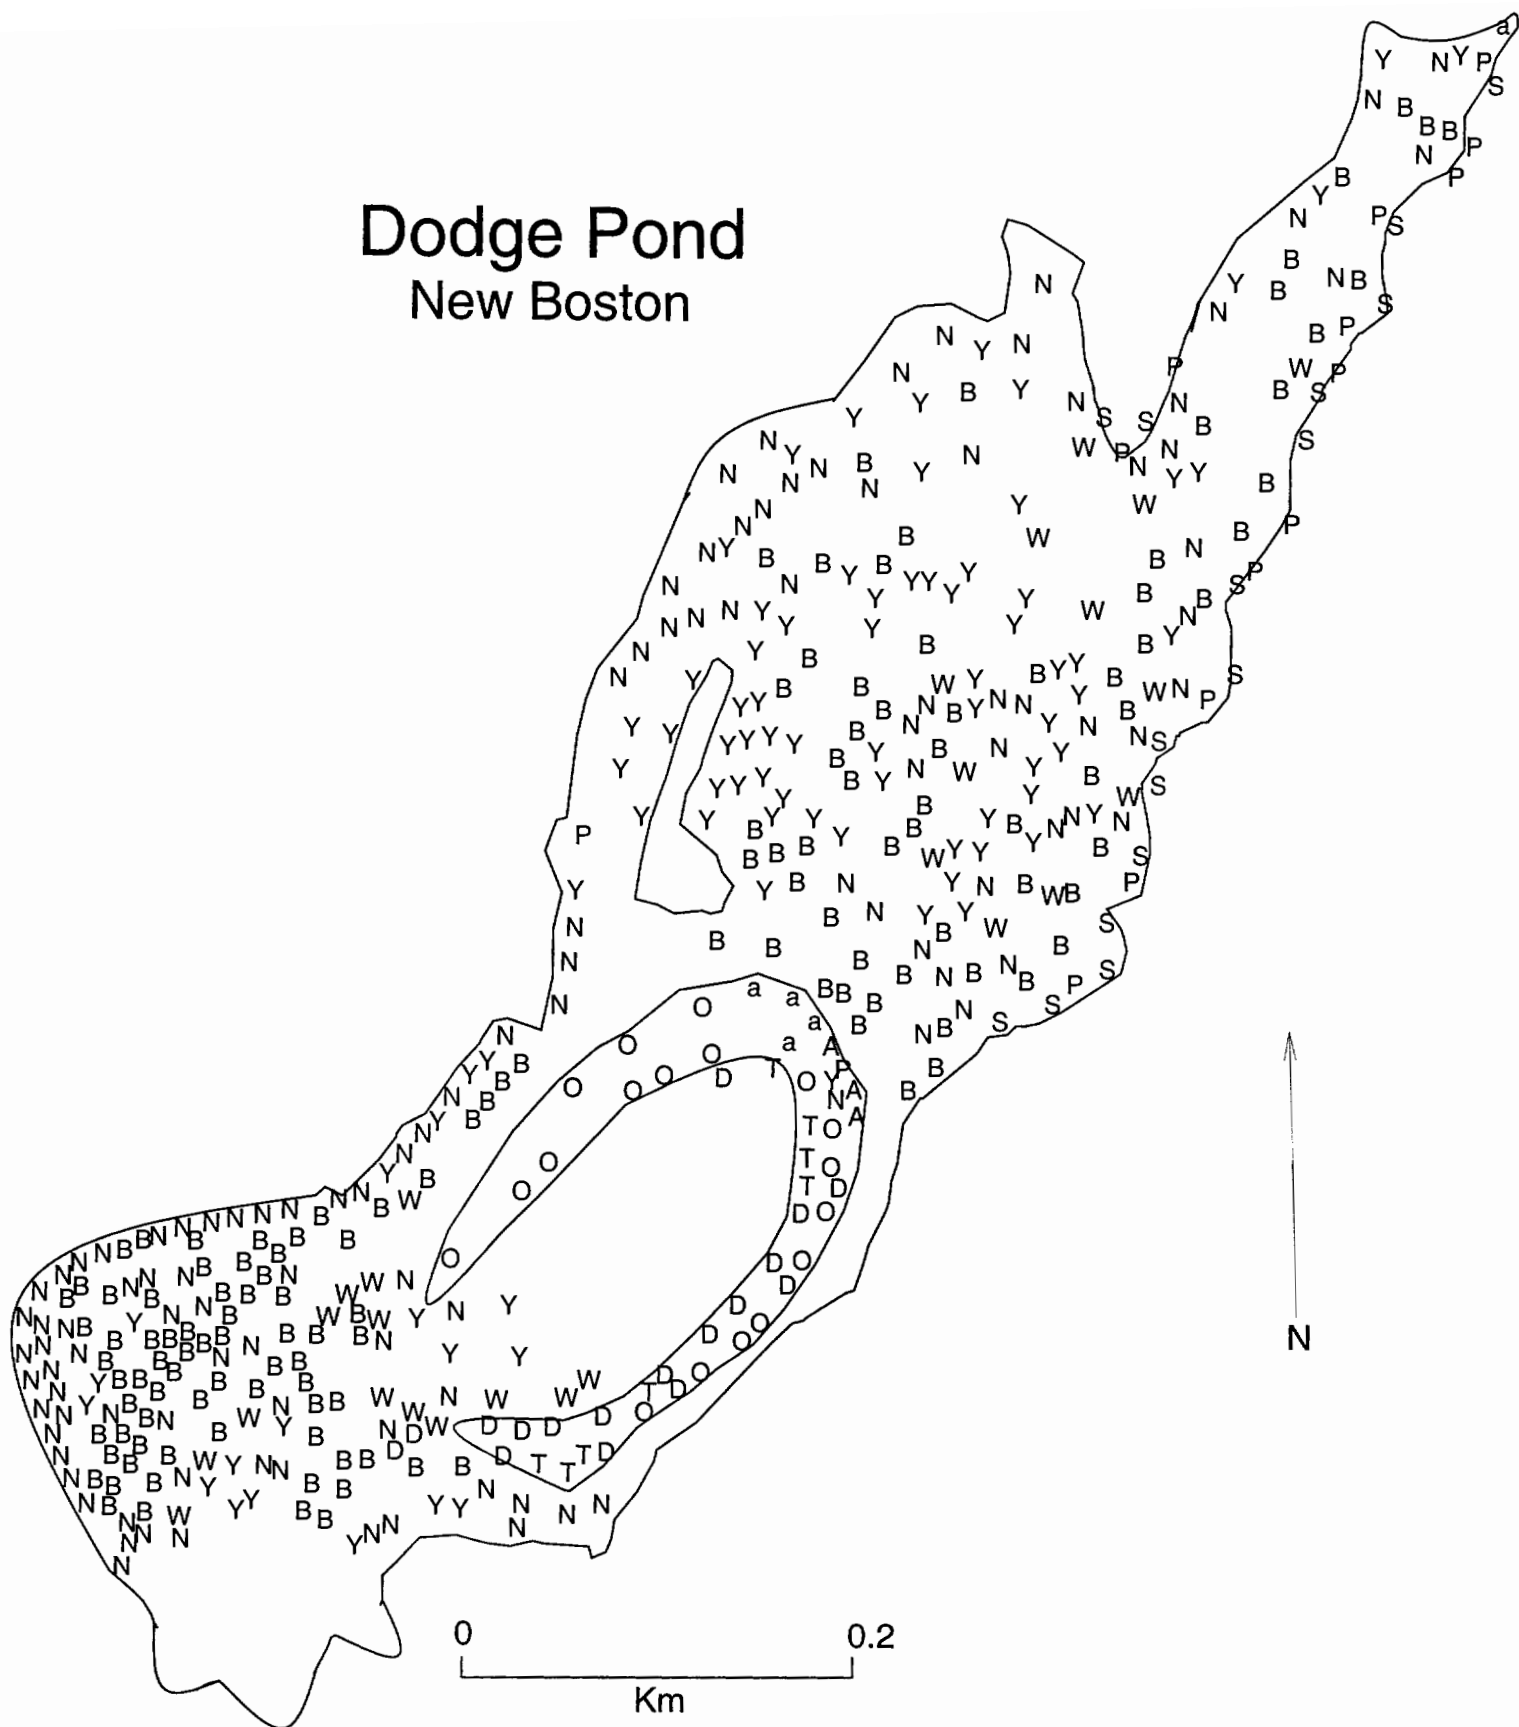 a
Y N Y P
S
N B
B B P
N
B P
Y
N P S
Dodge Pond
New Boston
B
N Y B N B
N S
N Y N B P
N P W P
Y B Y B S
Y N S S N B
N Y N B Y N W P N N S
N N N Y Y Y B
N N Y W
N Y B W P
B B Y B Y Y Y B N B
N N Y Y B S P
N N N Y Y Y Y W N B
N Y B B Y
N Y B W Y B Y Y B S
Y Y B B B N B Y N N Y W N P
Y Y N Y N B
Y Y Y Y Y B Y B N Y N S
Y B B Y N W Y B
Y Y Y Y B Y W S
Y Y B Y Y Y B Y B N N Y N
P B B B Y B W Y Y Y B S
Y Y B N Y N B W B P
N B N Y B Y W S
N B B B N B
N B N B N B P S
O a a B B B N S
N O a B N B S
Y Y B B O D T O A P B
N B B O O O Y N A B
Y N Y B T O A
Y N O T O
N N B W B O T D
N N N N N N B D O
N N N B B N B B B B O D O
N N B B N N N B B B N W W N D
N N N B Y N N B B W B W Y N Y D O
N N N B B B B B N B B B N Y Y D O
N N Y B B B B B B W N W W W T D D O
N N Y N B B N B W N B B W W D D D D O
N B B B B Y B N D W D T T D
N N B B B N W Y N N B B D B B T
N B Y Y Y B B Y Y N N N N
N N N B W N B B N
N Y N N
0 0.2
Km
N